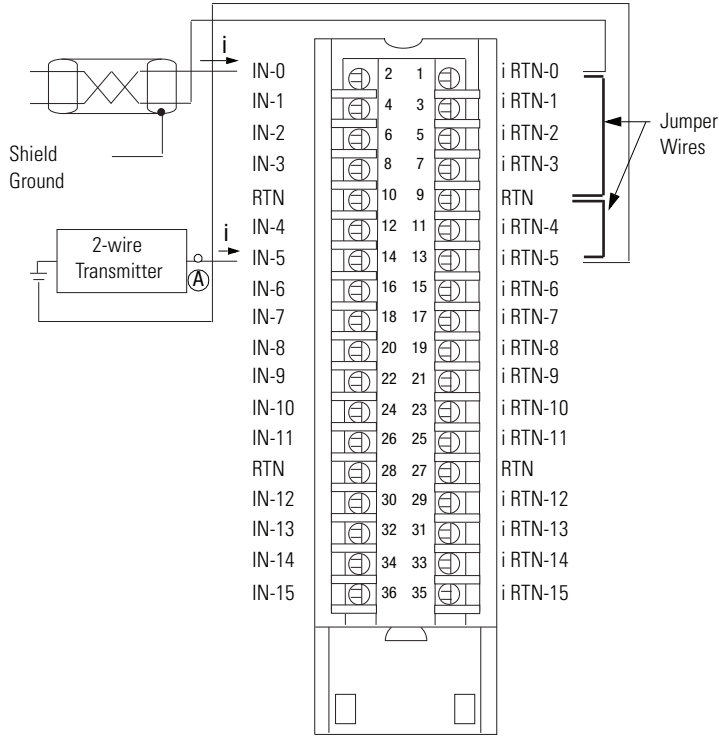 i
IN-0 2 1 i RTN-0
IN-1 4 3 i RTN-1
IN-2 6 5 i RTN-2
Jumper
Wires
Shield
Ground
IN-3 8 7 i RTN-3
RTN 10 9 RTN
i
IN-4 12 11 i RTN-4
2-wire
Transmitter
A
IN-5 14 13 i RTN-5
IN-6 16 15 i RTN-6
IN-7 18 17 i RTN-7
IN-8 20 19 i RTN-8
IN-9 22 21 i RTN-9
IN-10 24 23 i RTN-10
IN-11 26 25 i RTN-11
RTN 28 27 RTN
IN-12 30 29 i RTN-12
IN-13 32 31 i RTN-13
IN-14 34 33 i RTN-14
IN-15 36 35 i RTN-15